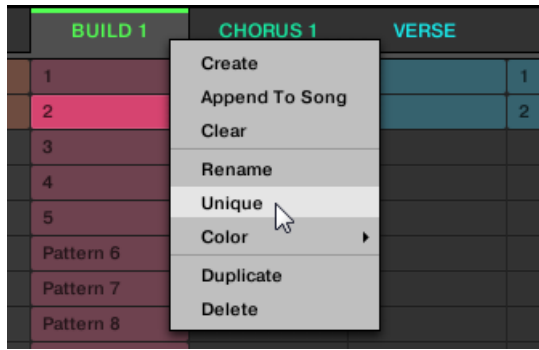 BUILD 1 CHORUS 1 VERSE
Create
1 1
Append To Song
2 2
Clear
3
Rename
4
Unique
5
Color
Pattern 6
Duplicate
Pattern 7
Delete
Pattern 8